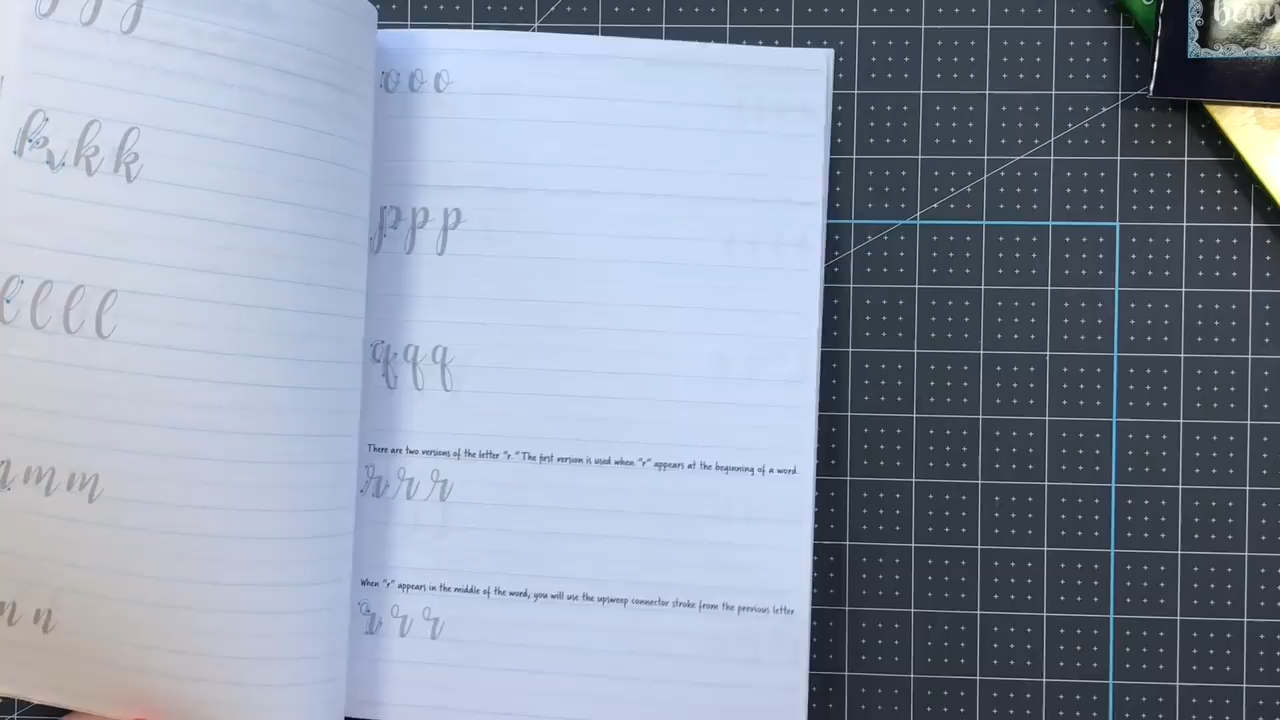 k k k
l l l l
m m
n n
o o o
p p p
q q q
There are two versions of the letter "r." The first version is used when "r" appears at the beginning of a word.
r r r
When "r" appears in the middle of the word, you will use the upsweep connector stroke from the previous letter.
r r r